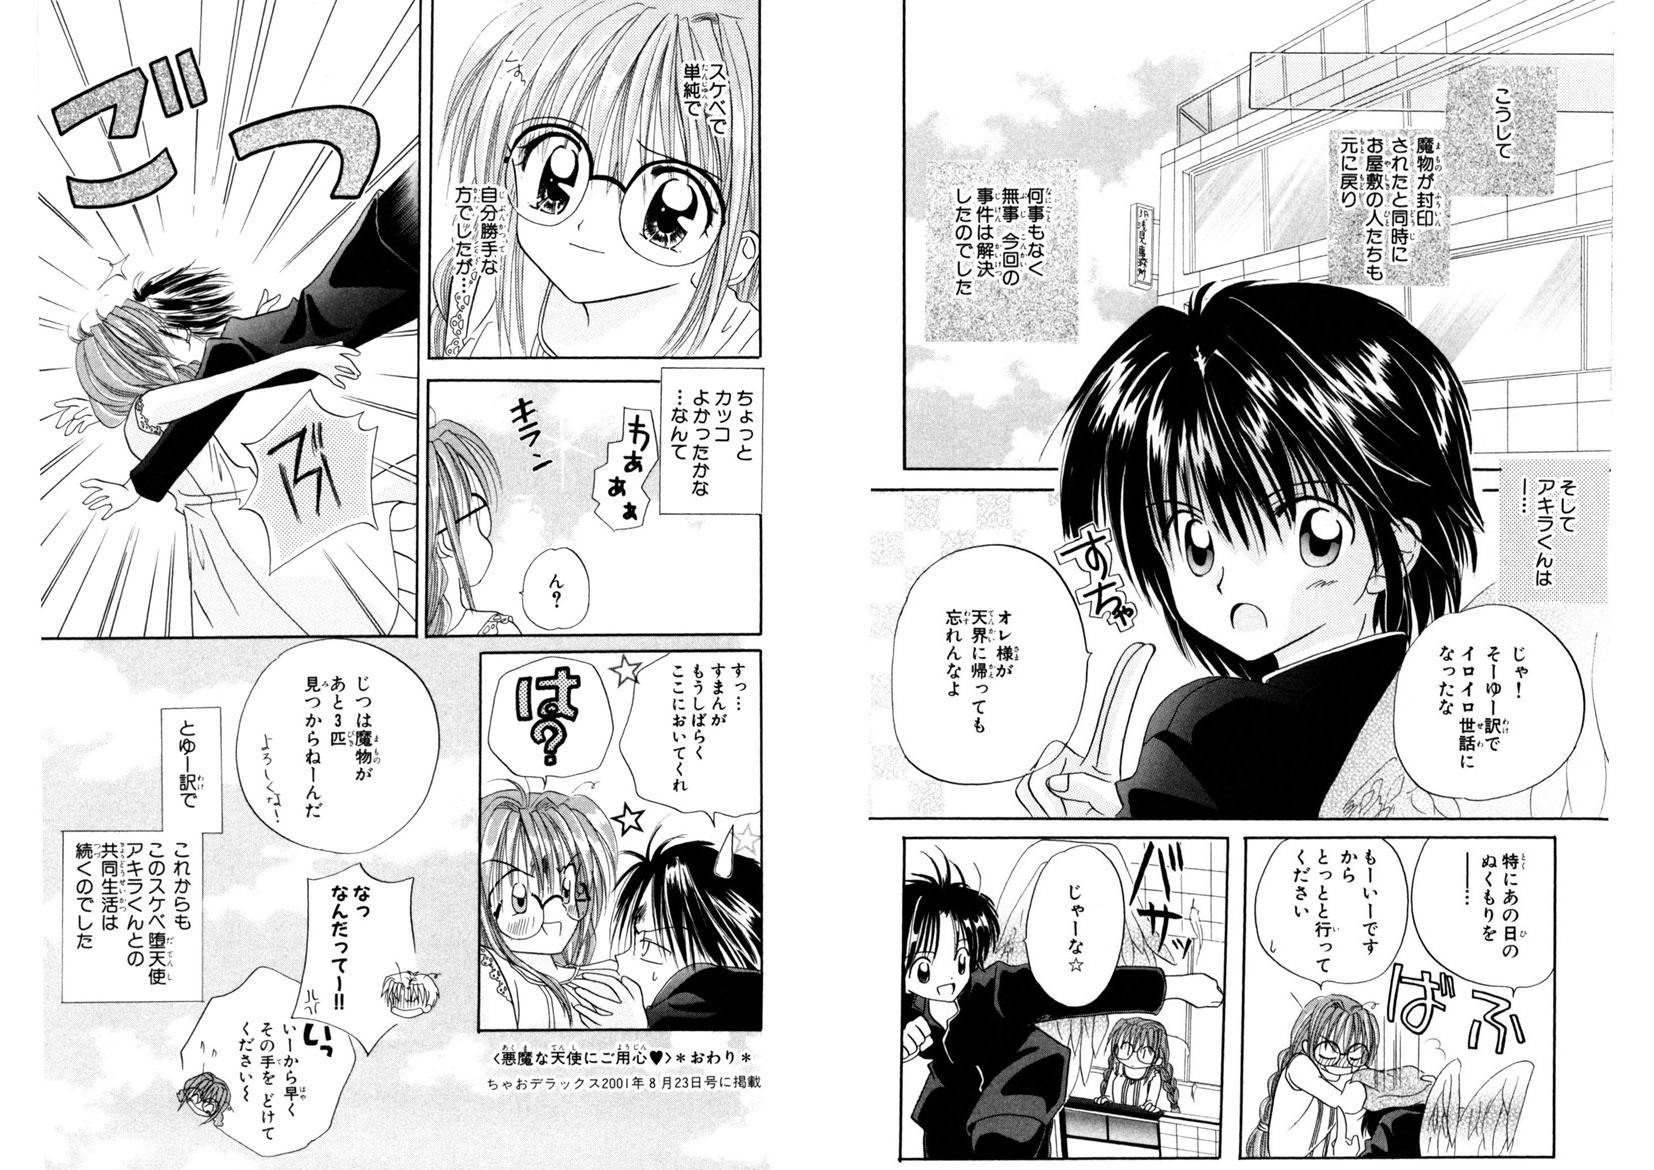 こうして
魔物が封印
されたと同時に
お屋敷の人たちも
元に戻り
何事もなく
無事 今回の
事件は解決
したのでした
そして
アキラくんは
―…
じゃ!
そーゆー訳で
イロイロ世話に
なったな
すちゃ
オレ様が
天界に帰っても
忘れんなよ
特にあの日の
ぬくもりを
――…
もーいーです
から
とっとと行って
ください
ばふ
バサッ
じゃーな☆
スケベで
単純で
自分勝手な
方でしたが…
ちょっと
カッコ
よかったかな
…なんて
わぁぁぁ
キラン
ん?
ごつ
ぶ
すっ…
すまんが
もうしばらく
ここにおいてくれ
は?
じつは魔物が
あと3匹
見つからねーんだ
よろしくな!
なっ
なんだって~!!
いーから早く
その手を どけて
ください~
とゆー訳で
これからも
このスケベ堕天使
アキラくんとの
共同生活は
続くのでした
<悪魔な天使にご用心♥>*おわり*
ちゃおデラックス2001年8月23日号に掲載